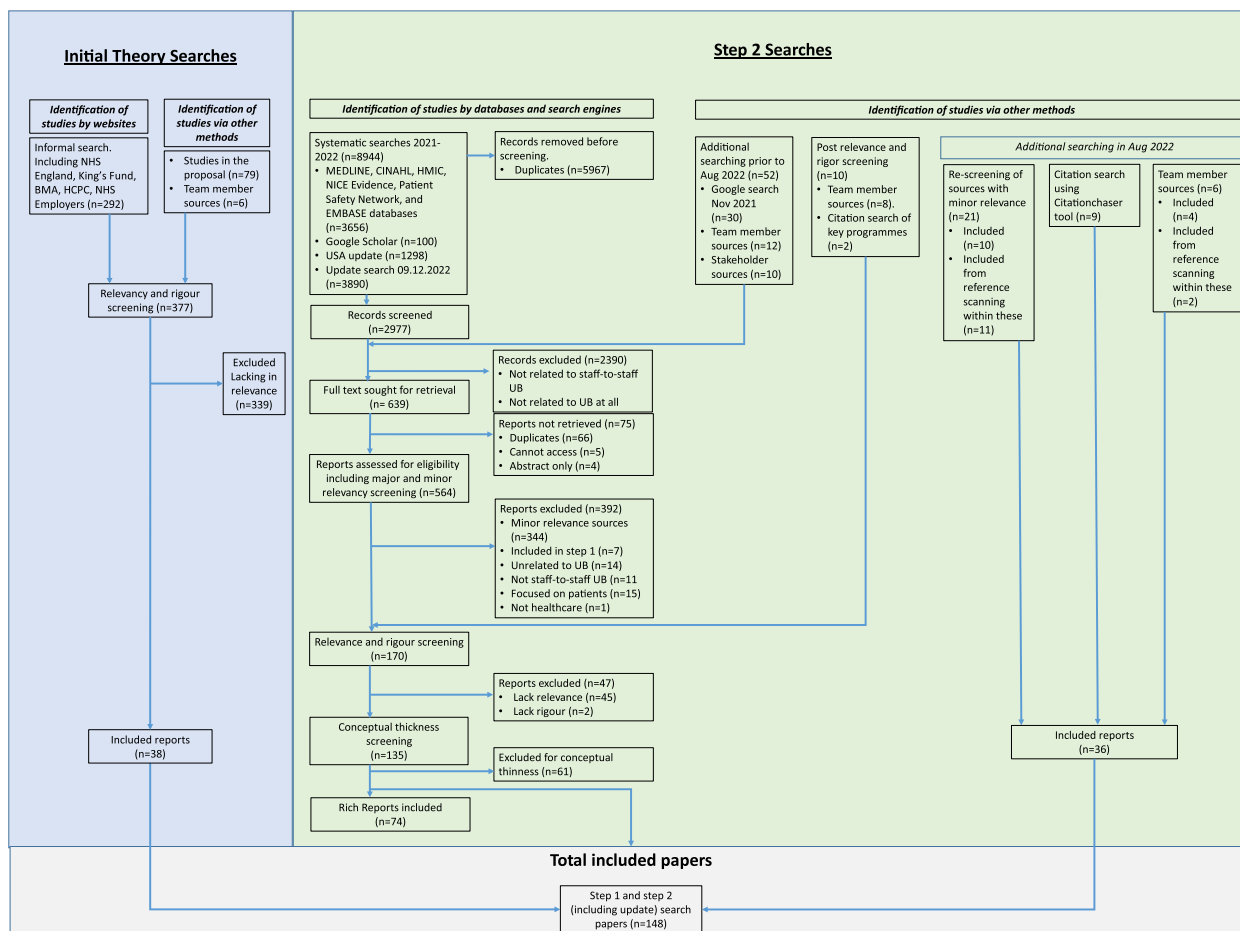 Initial Theory Searches
Identification of
studies by websites
Identification of
studies via other
methods
Informal search.
Including NHS
England, King's Fund,
BMA, HCPC, NHS
Employers (n=292)
• Studies in the
proposal (n=79)
• Team member
sources (n=6)
Relevancy and rigour
screening (n=377)
Excluded
Lacking in
relevance
(n=339)
Included reports
(n=38)
Step 2 Searches
Identification of studies by databases and search engines
Systematic searches 2021-
2022 (n=8944)
• MEDLINE, CINAHL, HMIC,
NICE Evidence, Patient
Safety Network, and
EMBASE databases
(n=3656)
• Google Scholar (n=100)
• USA update (n=1298)
• Update search 09.12.2022
(n=3890)
Records removed before
screening.
• Duplicates (n=5967)
Records screened
(n=2977)
Records excluded (n=2390)
• Not related to staff-to-staff
UB
• Not related to UB at all
Full text sought for retrieval
(n= 639)
Reports not retrieved (n=75)
• Duplicates (n=66)
• Cannot access (n=5)
• Abstract only (n=4)
Reports assessed for eligibility
including major and minor
relevancy screening (n=564)
Reports excluded (n=392)
• Minor relevance sources
(n=344)
• Included in step 1 (n=7)
• Unrelated to UB (n=14)
• Not staff-to-staff UB (n=11
• Focused on patients (n=15)
• Not healthcare (n=1)
Relevance and rigour screening
(n=170)
Reports excluded (n=47)
• Lack relevance (n=45)
• Lack rigour (n=2)
Conceptual thickness
screening
(n=135)
Excluded for conceptual
thinness (n=61)
Rich Reports included
(n=74)
Identification of studies via other methods
Additional
searching prior to
Aug 2022 (n=52)
• Google search
Nov 2021
(n=30)
• Team member
sources (n=12)
• Stakeholder
sources (n=10)
Post relevance and
rigor screening
(n=10)
• Team member
sources (n=8).
• Citation search of
key programmes
(n=2)
Additional searching in Aug 2022
Re-screening of
sources with
minor relevance
(n=21)
• Included
(n=10)
• Included
from
reference
scanning
within these
(n=11)
Citation search
using
Citationchaser
tool (n=9)
Team member
sources (n=6)
• Included
(n=4)
• Included
from
reference
scanning
within these
(n=2)
Included reports
(n=36)
Total included papers
Step 1 and step 2
(including update) search
papers (n=148)